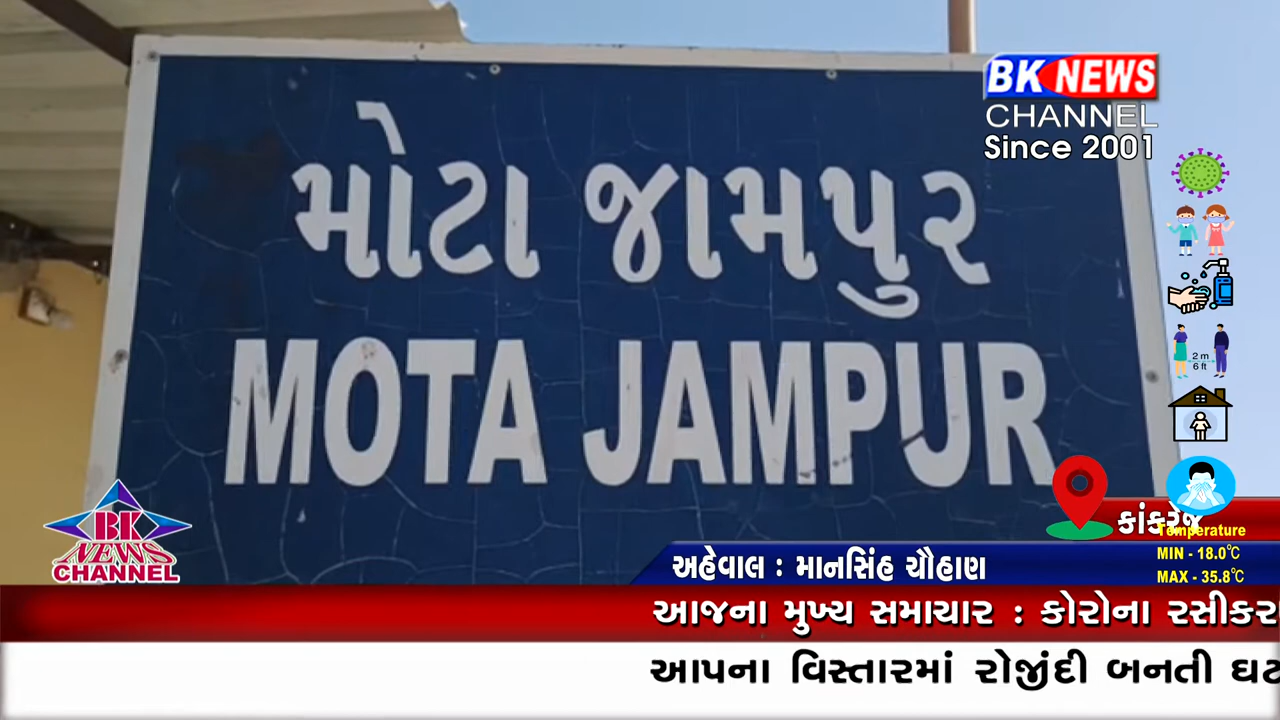 મોટા જામપુર
MOTA JAMPUR
BK NEWS
CHANNEL
Since 2001
2 m
6 ft
કાંકરેજ
Temperature
MIN - 18.0℃
MAX - 35.8℃
BK
NEWS
CHANNEL
અહેવાલ : માનસિંહ ચૌહાણ
આજના મુખ્ય સમાચાર : કોરોના રસીકરા
આપના વિસ્તારમાં રોજીંદી બનતી ઘટ